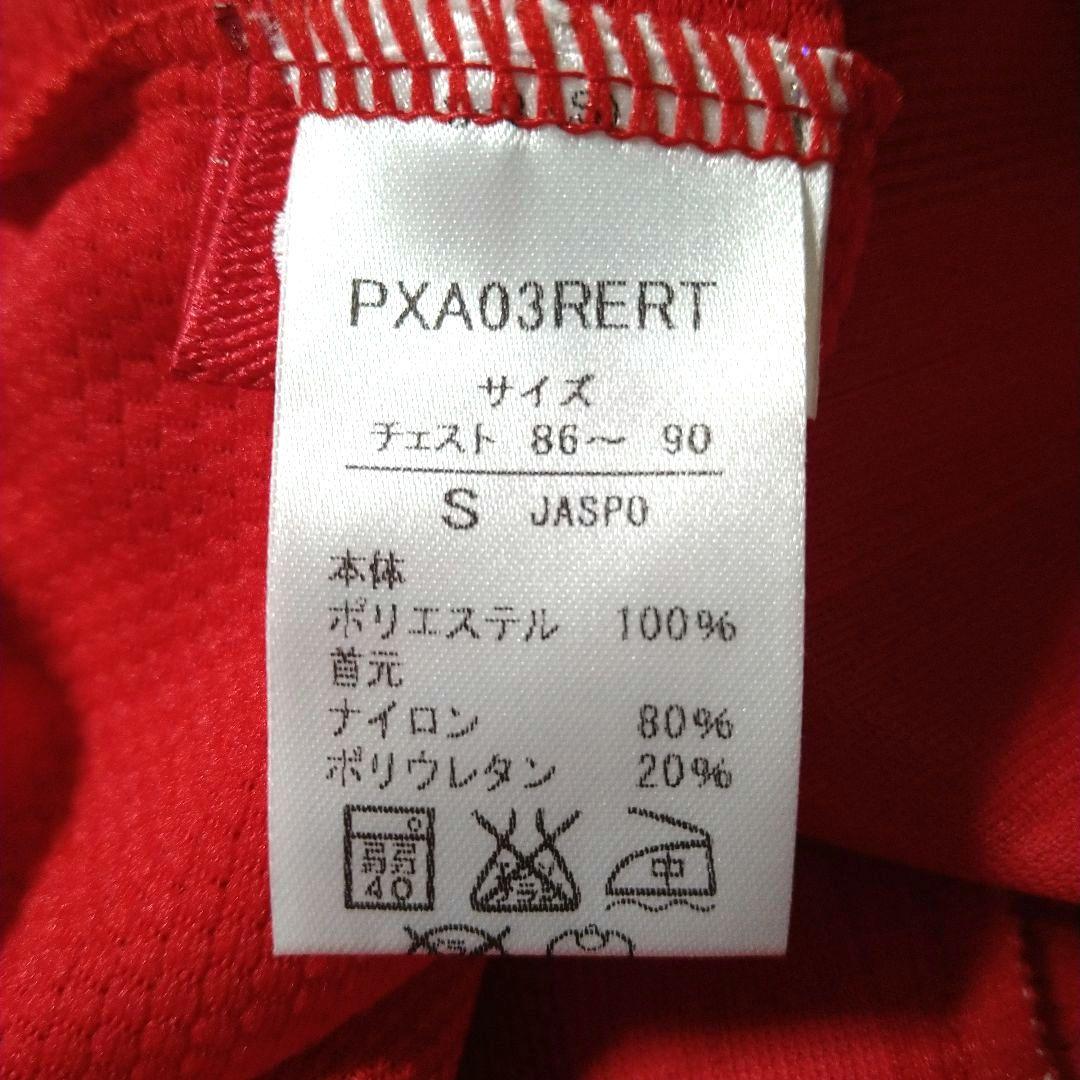 PXA03RERT
サイズ
チェスト 86～ 90
S JASPO
本体
ポリエステル 100%
首元
ナイロン 80%
ポリウレタン 20%
弱
40
中